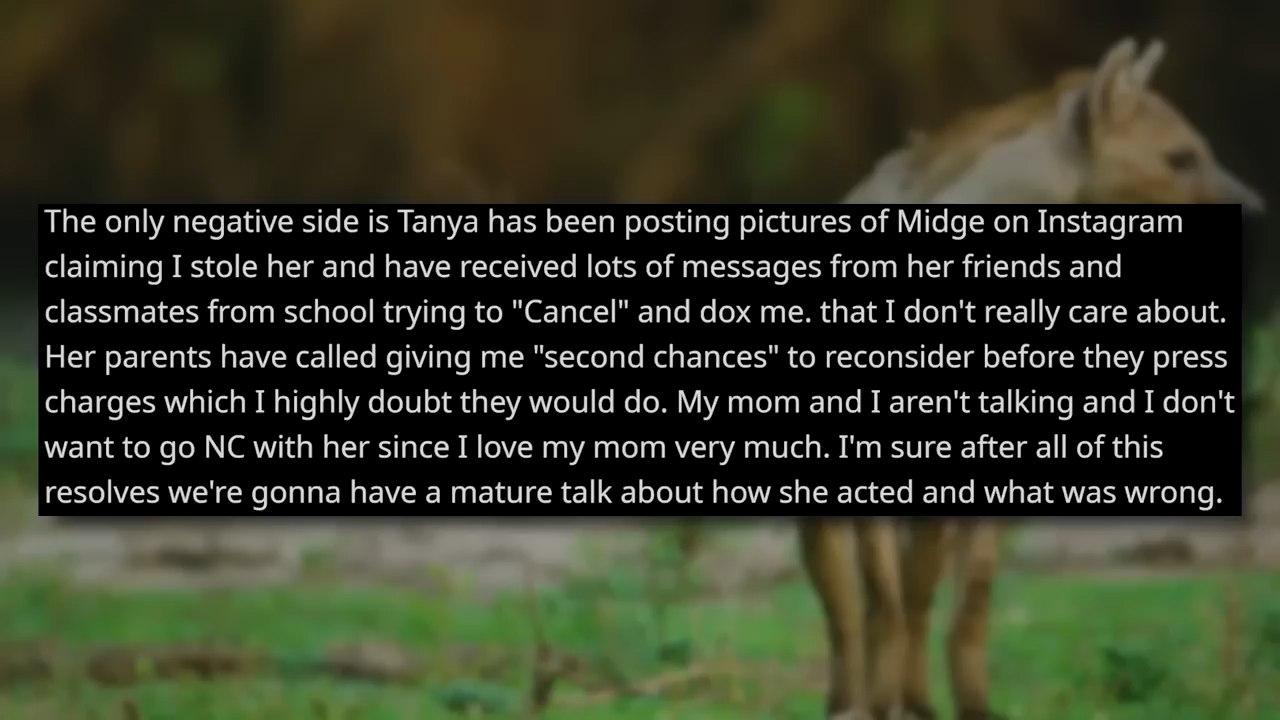 The only negative side is Tanya has been posting pictures of Midge on Instagram
claiming I stole her and have received lots of messages from her friends and
classmates from school trying to "Cancel" and dox me. that I don't really care about.
Her parents have called giving me "second chances" to reconsider before they press
charges which I highly doubt they would do. My mom and I aren't talking and I don't
want to go NC with her since I love my mom very much. I'm sure after all of this
resolves we're gonna have a mature talk about how she acted and what was wrong.